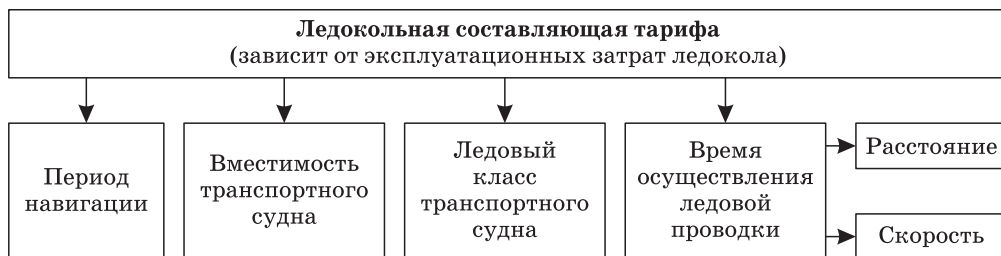 Ледокольная составляющая тарифа
(зависит от эксплуатационных затрат ледокола)
Период
навигации
Вместимость
транспортного
судна
Ледовый
класс
транспортного
судна
Время
осуществления
ледовой
проводки
Расстояние
Скорость